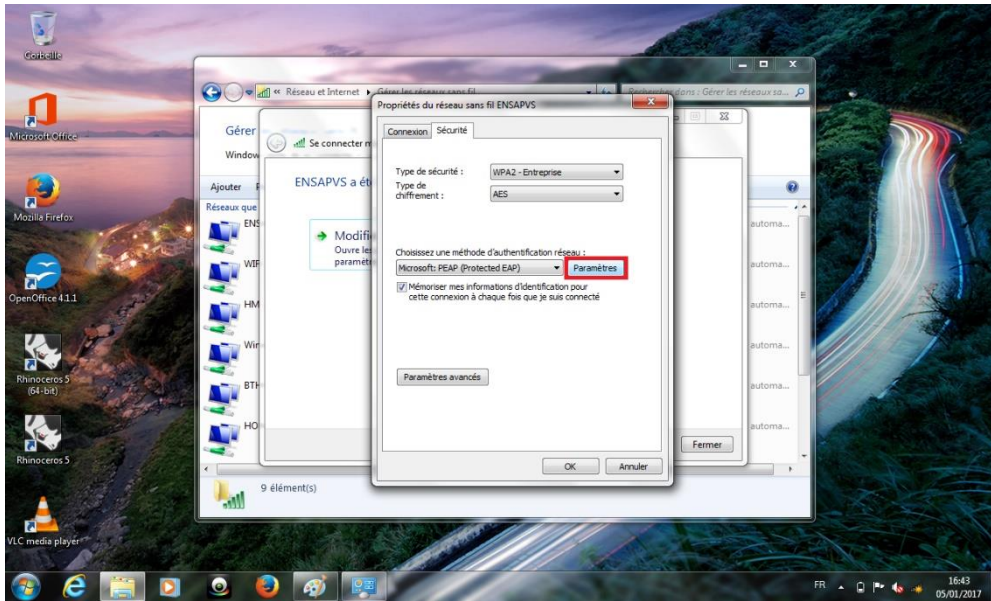 Corbeille
Microsoft Office
Mozilla Firefox
OpenOffice 4.1.1
Rhinoceros 5
(64-bit)
Rhinoceros 5
VLC media player
« Réseau et Internet ▸ Gérer les réseaux sans fil
Rechercher dans : Gérer les réseaux sa...
Gérer
Window
Ajouter
Réseaux que
ENS
WIF
HM
Win
BTH
HO
automa...
automa...
automa...
automa...
automa...
automa...
9 élément(s)
Se connecter
ENSAPVS a ét
Modifi
Ouvre les
paramèt
Fermer
Propriétés du réseau sans fil ENSAPVS
Connexion
Sécurité
Type de sécurité :
WPA2 - Entreprise
Type de
chiffrement :
AES
Choisissez une méthode d'authentification réseau :
Microsoft: PEAP (Protected EAP)
Paramètres
Mémoriser mes informations d'identification pour
cette connexion à chaque fois que je suis connecté
Paramètres avancés
OK
Annuler
FR
16:43
05/01/2017